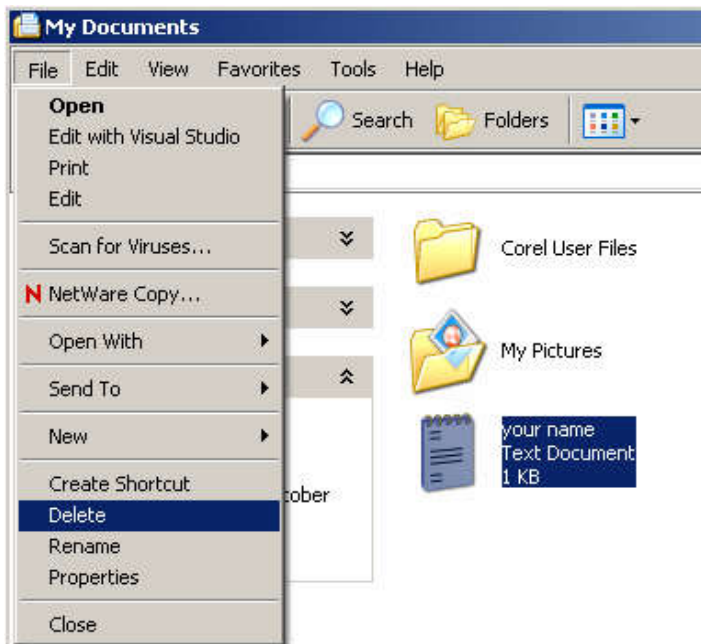 My Documents
File Edit View Favorites Tools Help
Search Folders
Open
Edit with Visual Studio
Print
Edit
Scan for Viruses...
N NetWare Copy...
Open With
Send To
New
Create Shortcut
Delete
Rename
Properties
Close
tober
Corel User Files
My Pictures
your name
Text Document
1 KB